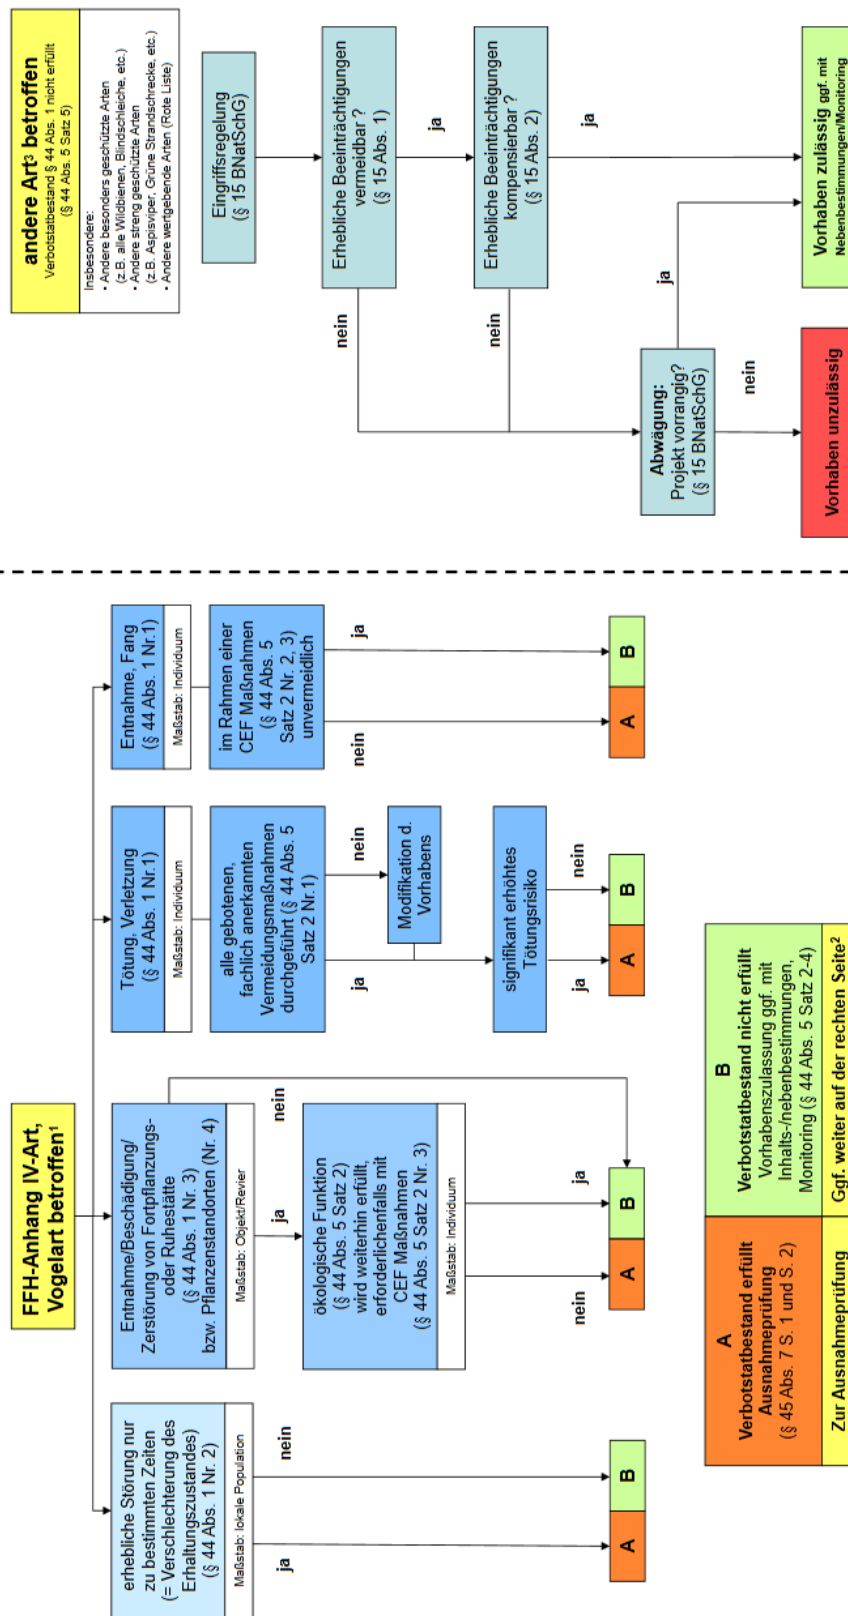 FFH-Anhang IV-Art,
Vogelart betroffen¹
erhebliche Störung nur
zu bestimmten Zeiten
(= Verschlechterung des
Erhaltungszustandes)
(§ 44 Abs. 1 Nr. 2)
Maßstab: lokale Population
ja
nein
A
B
Entnahme/Beschädigung/
Zerstörung von Fortpflanzungs-
oder Ruhestätte
(§ 44 Abs. 1 Nr. 3)
bzw. Pflanzenstandorten (Nr. 4)
Maßstab: Objekt/Revier
ja
nein
ökologische Funktion
(§ 44 Abs. 5 Satz 2)
wird weiterhin erfüllt,
erforderlichenfalls mit
CEF Maßnahmen
(§ 44 Abs. 5 Satz 2 Nr. 3)
Maßstab: Individuum
nein
ja
A
B
Tötung, Verletzung
(§ 44 Abs. 1 Nr.1)
Maßstab: Individuum
alle gebotenen,
fachlich anerkannten
Vermeidungsmaßnahmen
durchgeführt (§ 44 Abs. 5
Satz 2 Nr.1)
ja
nein
Modifikation d.
Vorhabens
signifikant erhöhtes
Tötungsrisiko
ja
nein
A
B
Entnahme, Fang
(§ 44 Abs. 1 Nr.1)
Maßstab: Individuum
im Rahmen einer
CEF Maßnahmen
(§ 44 Abs. 5
Satz 2 Nr. 2, 3)
unvermeidlich
nein
ja
A
B
A
Verbotstatbestand erfüllt
Ausnahmeprüfung
(§ 45 Abs. 7 S. 1 und S. 2)
Zur Ausnahmeprüfung
B
Verbotstatbestand nicht erfüllt
Vorhabenszulassung ggf. mit
Inhalts-/nebenbestimmungen,
Monitoring (§ 44 Abs. 5 Satz 2-4)
Ggf. weiter auf der rechten Seite²
andere Art³ betroffen
Verbotstatbestand § 44 Abs. 1 nicht erfüllt
(§ 44 Abs. 5 Satz 5)
Insbesondere:
• Andere besonders geschützte Arten
(z.B. alle Wildbienen, Blindschleiche, etc.)
• Andere streng geschützte Arten
(z.B. Aspisviper, Grüne Strandschrecke, etc.)
• Andere wertgebende Arten (Rote Liste)
Eingriffsregelung
(§ 15 BNatSchG)
Erhebliche Beeinträchtigungen
vermeidbar ?
(§ 15 Abs. 1)
nein
ja
Erhebliche Beeinträchtigungen
kompensierbar ?
(§ 15 Abs. 2)
nein
ja
Abwägung:
Projekt vorrangig?
(§ 15 BNatSchG)
nein
ja
Vorhaben unzulässig
Vorhaben zulässig ggf. mit
Nebenbestimmungen/Monitoring